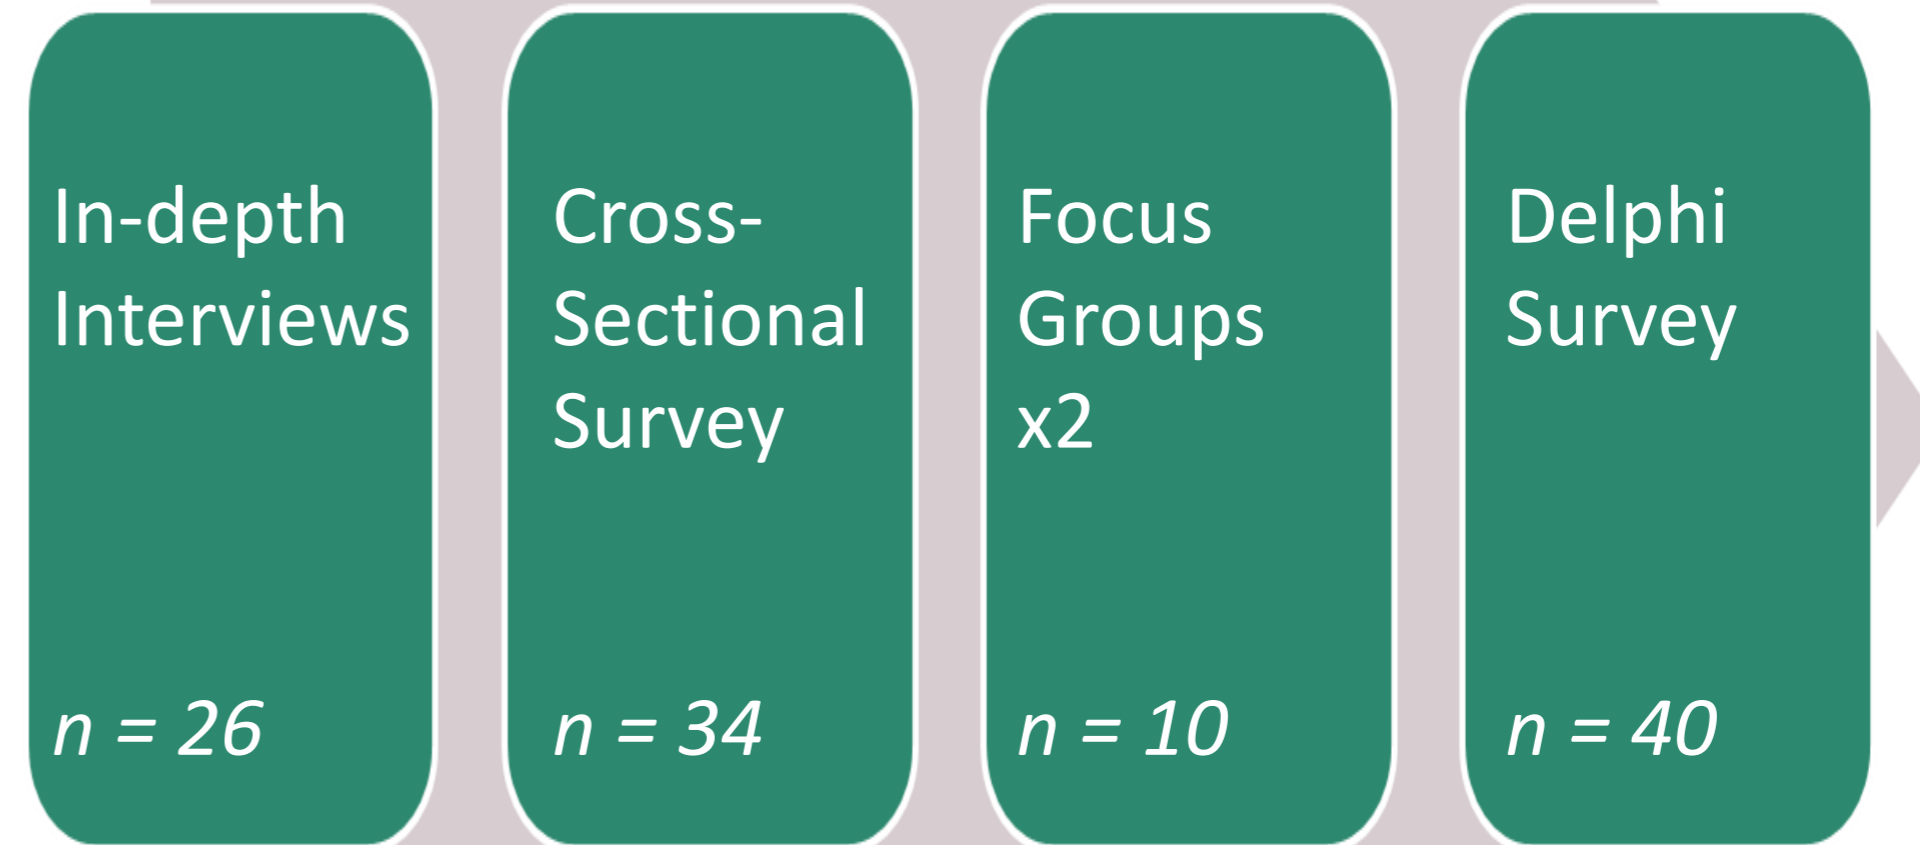 In-depth
Interviews
n = 26
Cross-
Sectional
Survey
n = 34
Focus
Groups
x2
n = 10
Delphi
Survey
n = 40